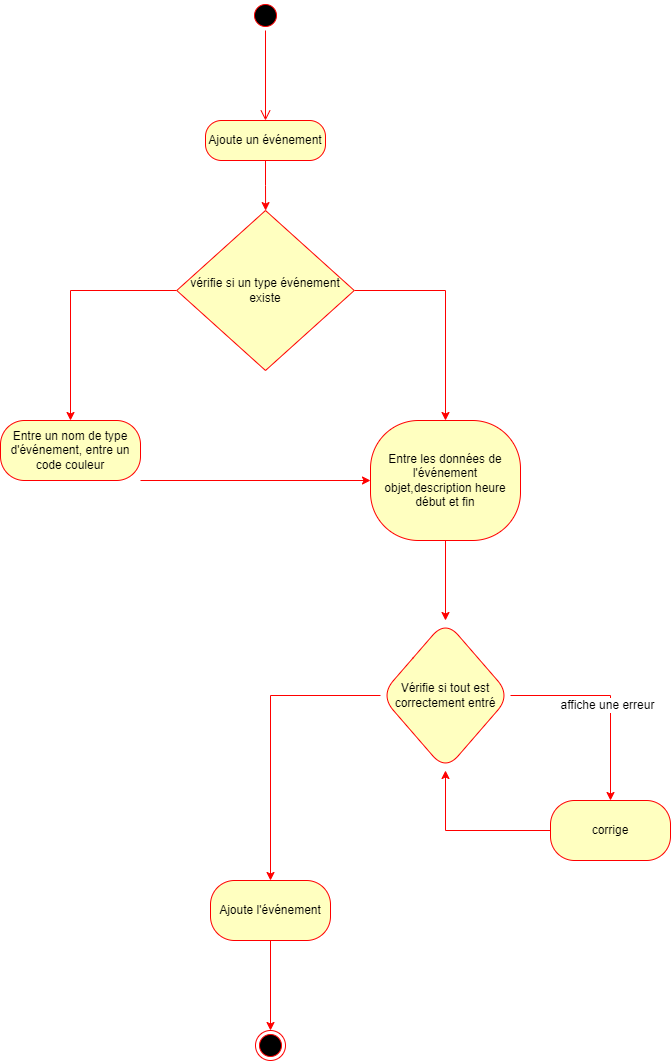 Ajoute un événement
vérifie si un type événement
existe
Entre un nom de type
d'événement, entre un
code couleur
Entre les données de
l'événement
objet,description heure
début et fin
Vérifie si tout est
correctement entré
affiche une erreur
corrige
Ajoute l'événement